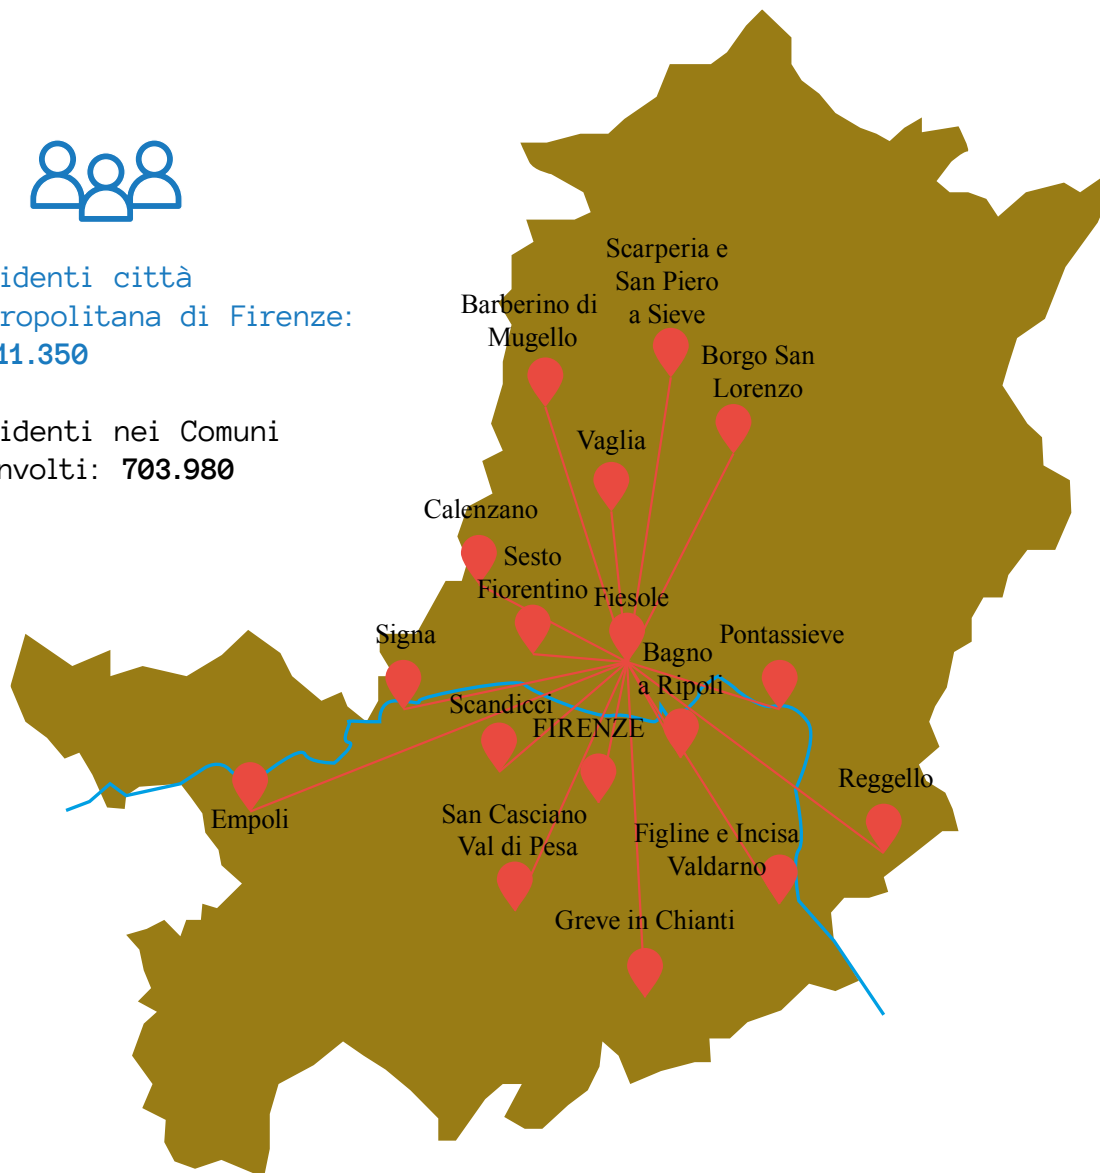 identi città
ropolitana di Firenze:
11.350
identi nei Comuni
nvolti: 703.980
Scarperia e
San Piero
a Sieve
Barberino di
Mugello
Borgo San
Lorenzo
Vaglia
Calenzano
Sesto
Fiorentino
Fiesole
Signa
Pontassieve
Bagno
a Ripoli
Scandicci
FIRENZE
Reggello
Empoli
San Casciano
Val di Pesa
Figline e Incisa
Valdarno
Greve in Chianti